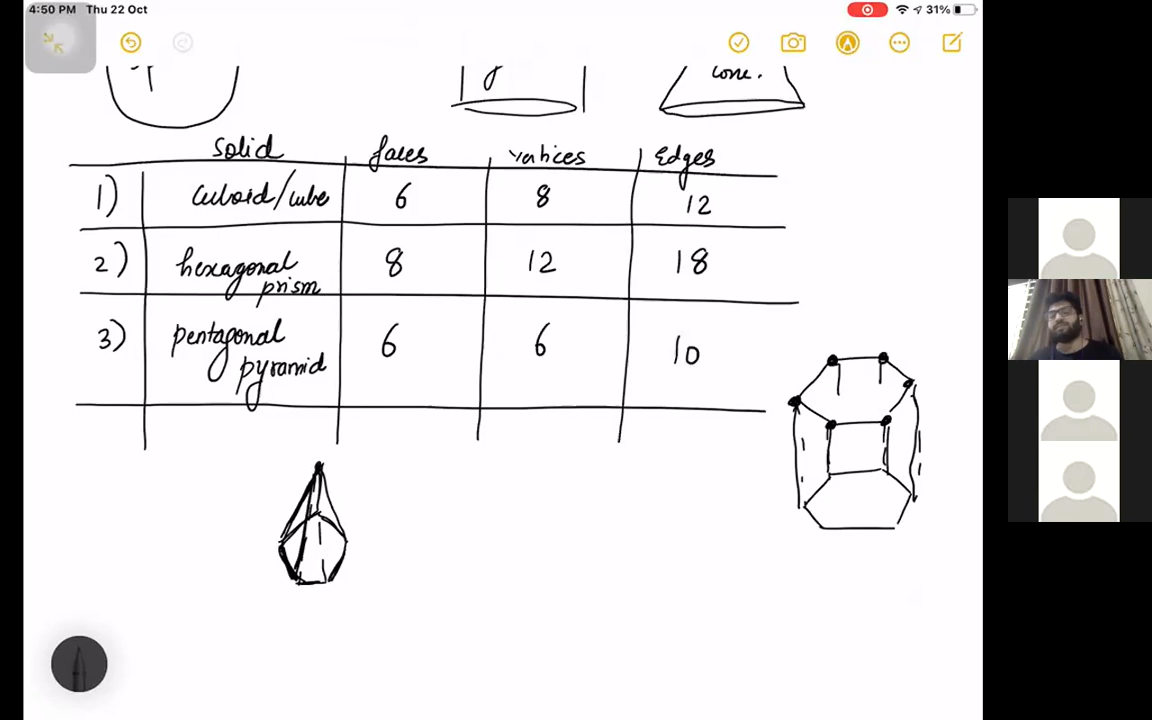 4:50 PM Thu 22 Oct
31%
cone.
Solid faces vertices Edges
1) cuboid/cube 6 8 12
2) hexagonal prism 8 12 18
3) pentagonal pyramid 6 6 10